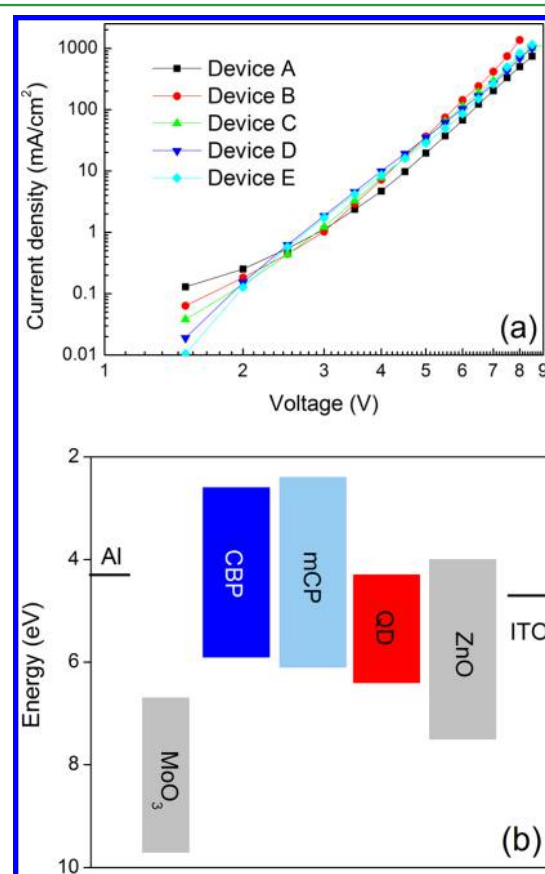 Current density (mA/cm²)
1000
100
10
1
0.1
0.01
Device A
Device B
Device C
Device D
Device E
(a)
1 2 3 4 5 6 7 8 9
Voltage (V)
Energy (eV)
2
4
6
8
10
Al
MoO₃
CBP
mCP
QD
ZnO
ITO
(b)